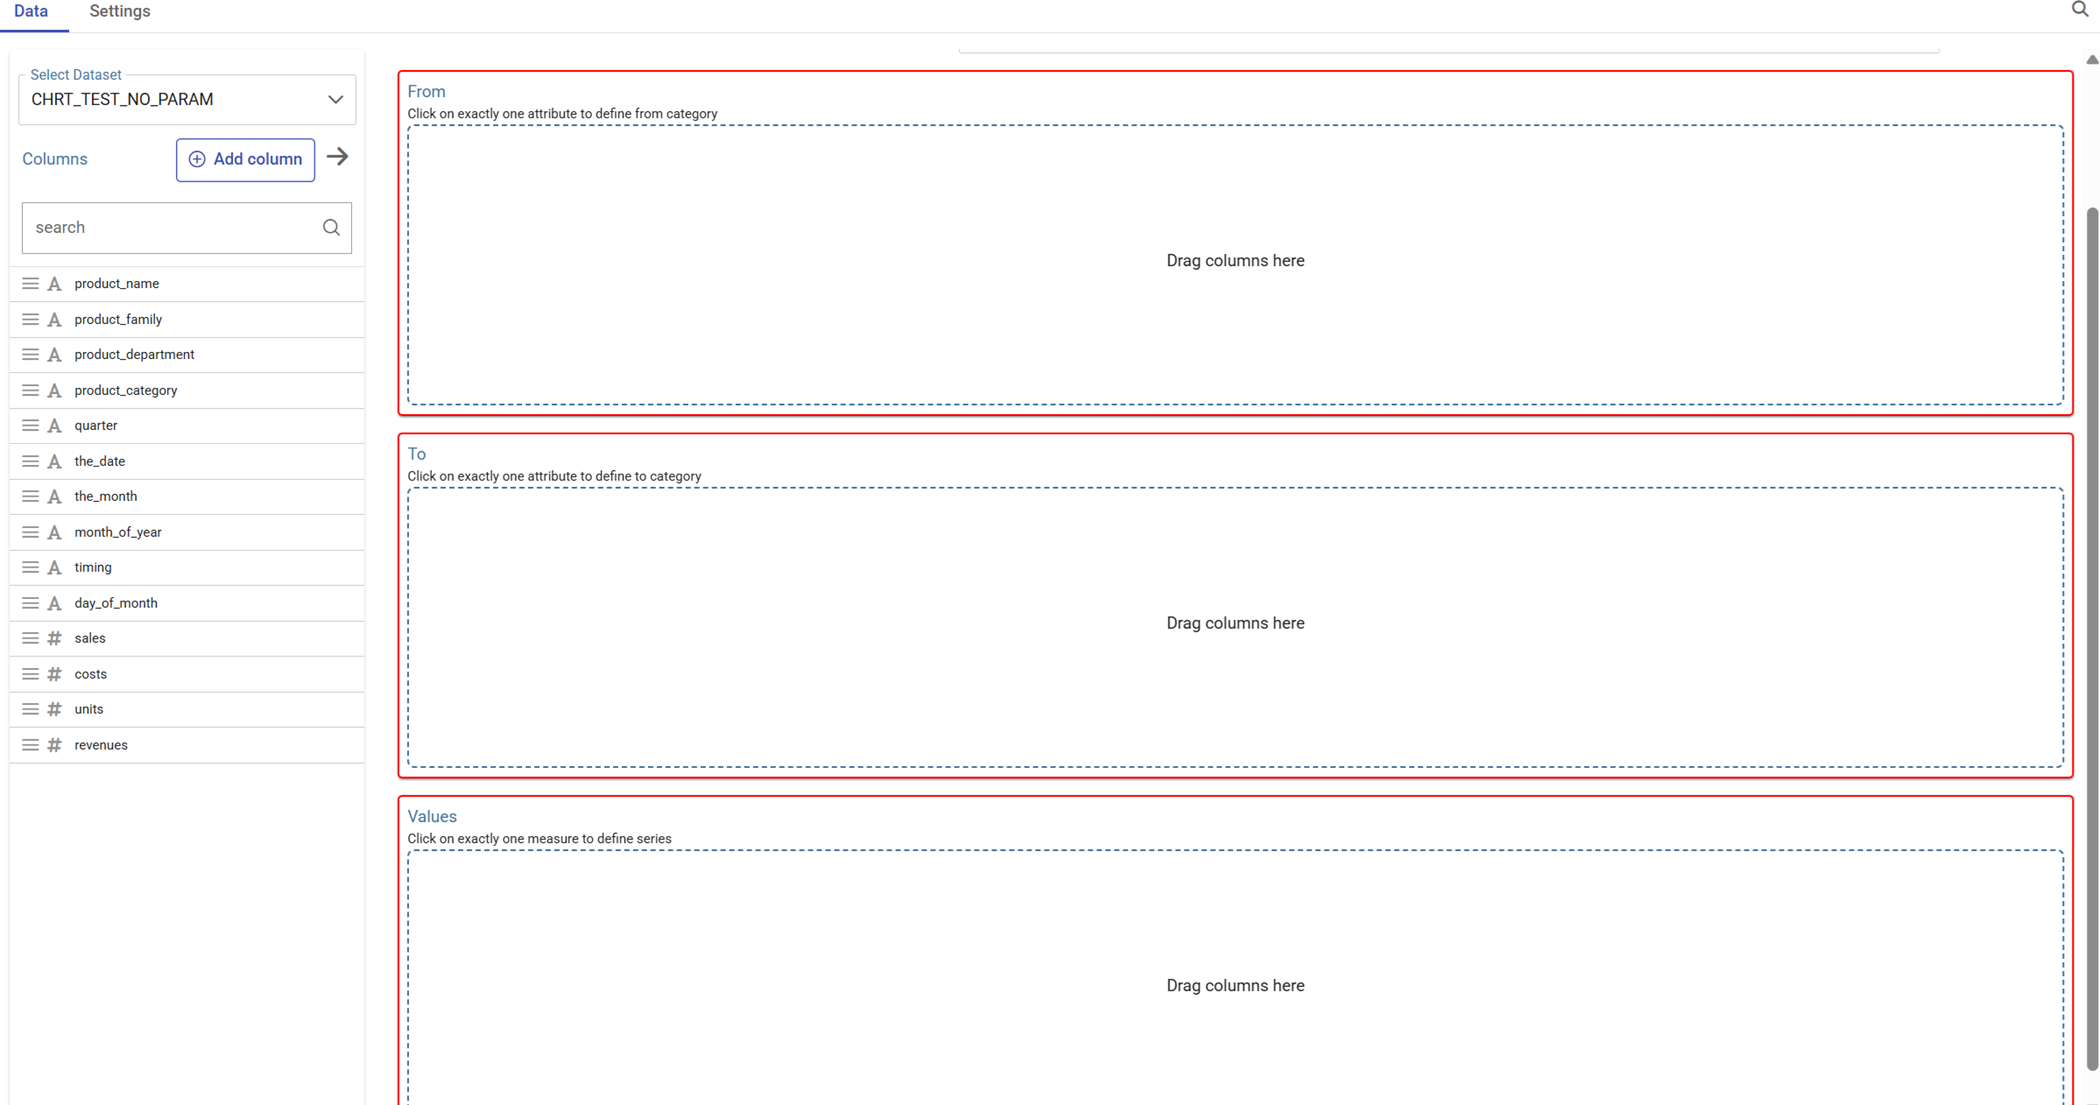 Data
Settings
Select Dataset
CHRT_TEST_NO_PARAM
Columns
Add column
search
product_name
product_family
product_department
product_category
quarter
the_date
the_month
month_of_year
timing
day_of_month
sales
costs
units
revenues
From
Click on exactly one attribute to define from category
Drag columns here
To
Click on exactly one attribute to define to category
Drag columns here
Values
Click on exactly one measure to define series
Drag columns here